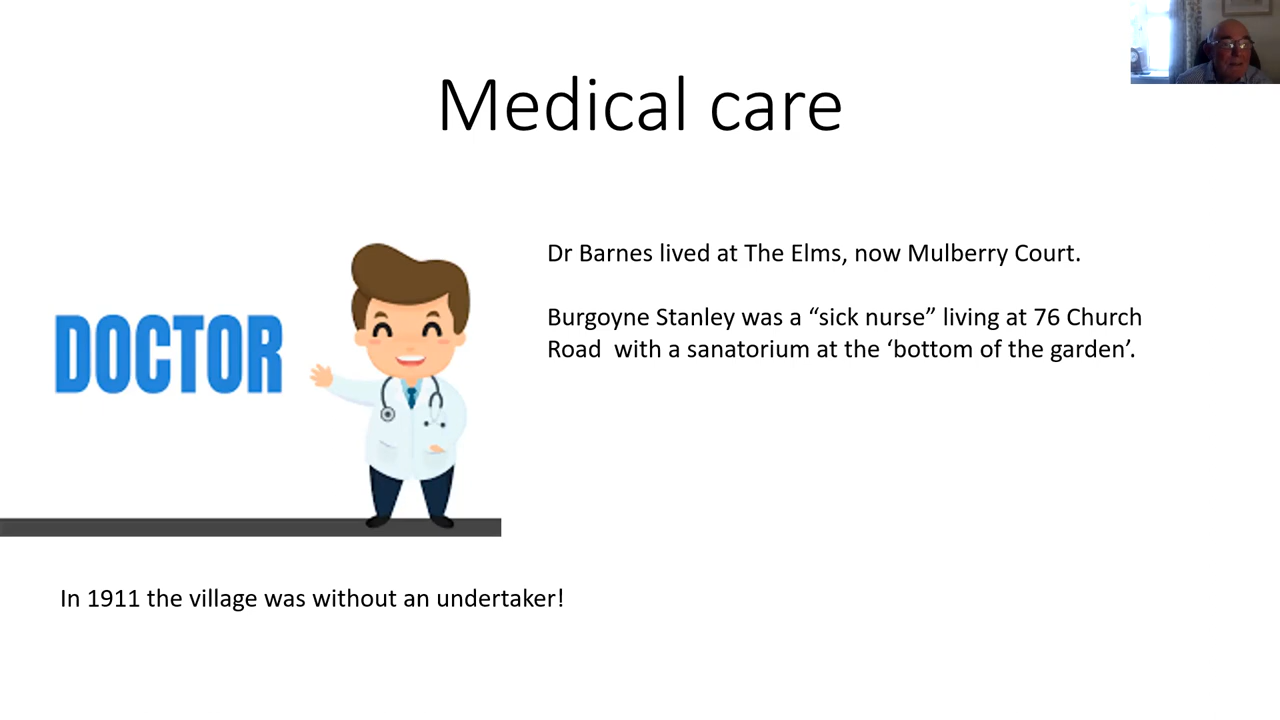 Medical care
DOCTOR
Dr Barnes lived at The Elms, now Mulberry Court.
Burgoyne Stanley was a “sick nurse” living at 76 Church
Road  with a sanatorium at the ‘bottom of the garden’.
In 1911 the village was without an undertaker!